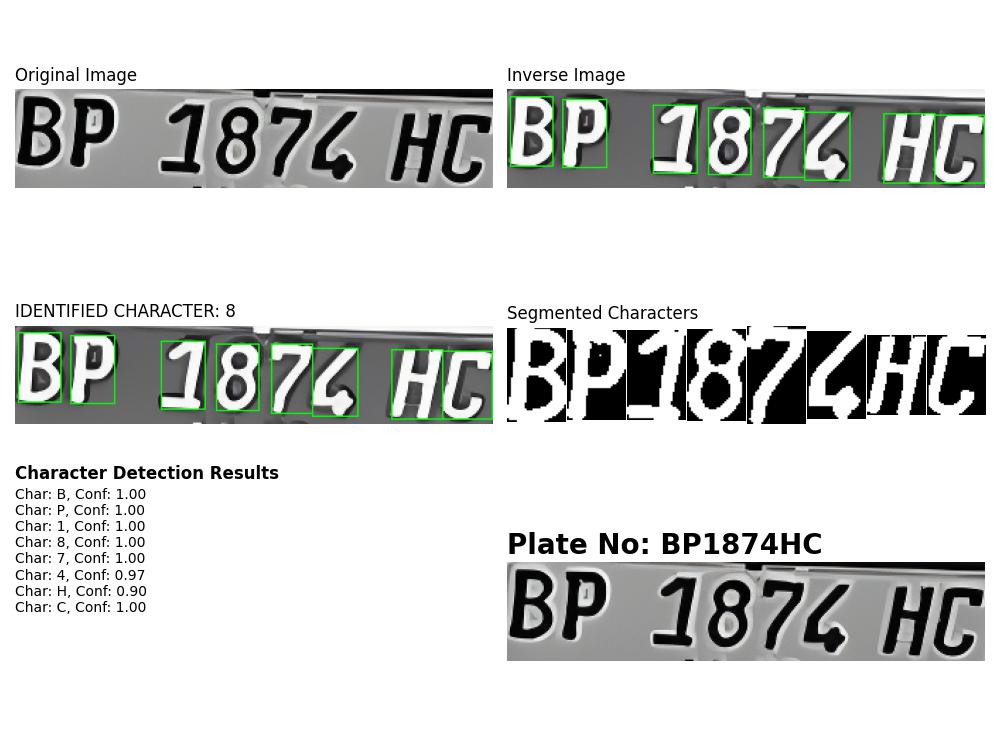 Original Image
BP 1874 HC
Inverse Image
BP 1874 HC
IDENTIFIED CHARACTER: 8
BP 1874 HC
Segmented Characters
BP1874HC
Character Detection Results
Char: B, Conf: 1.00
Char: P, Conf: 1.00
Char: 1, Conf: 1.00
Char: 8, Conf: 1.00
Char: 7, Conf: 1.00
Char: 4, Conf: 0.97
Char: H, Conf: 0.90
Char: C, Conf: 1.00
Plate No: BP1874HC
BP 1874 HC